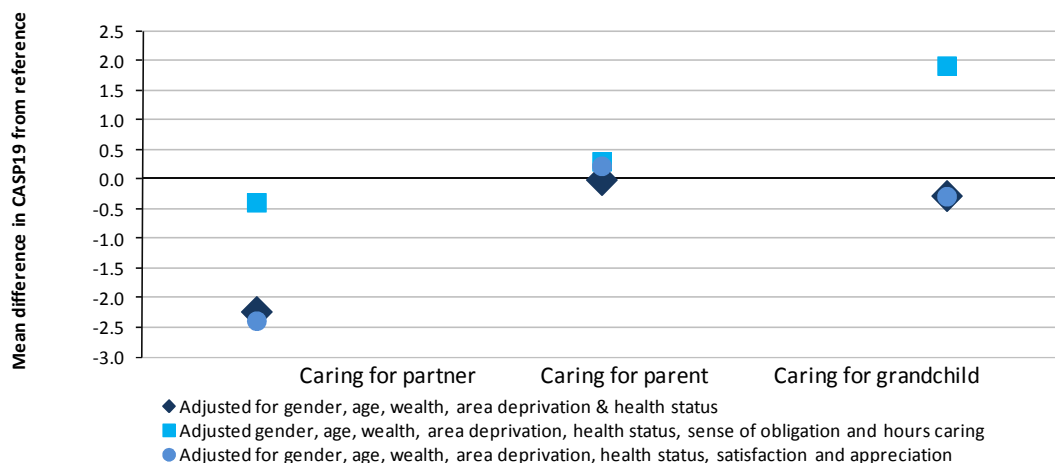 Mean difference in CASP19 from reference
2.5
2.0
1.5
1.0
0.5
0.0
-0.5
-1.0
-1.5
-2.0
-2.5
-3.0
Caring for partner Caring for parent Caring for grandchild
Adjusted for gender, age, wealth, area deprivation & health status
Adjusted gender, age, wealth, area deprivation, health status, sense of obligation and hours caring
Adjusted for gender, age, wealth, area deprivation, health status, satisfaction and appreciation